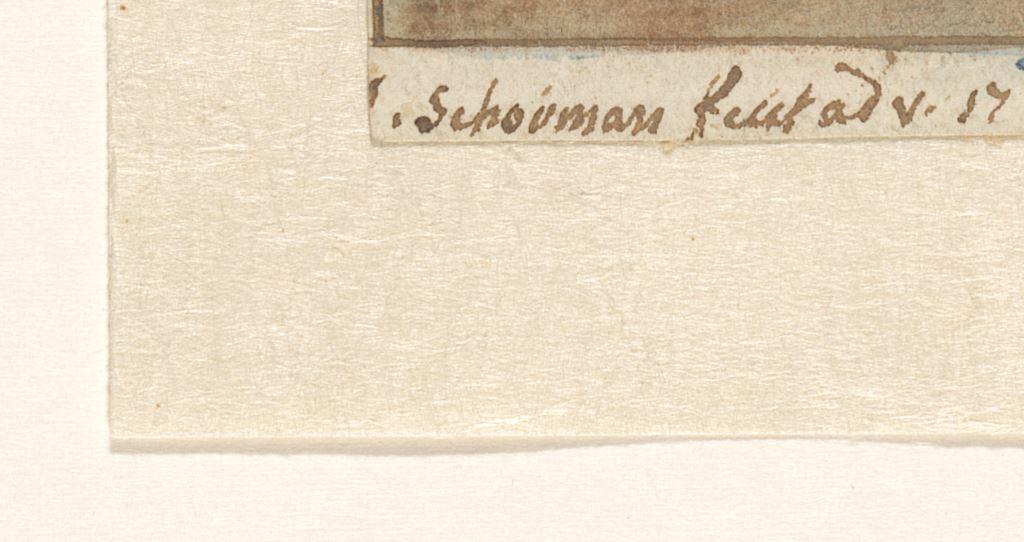 . Schouman fecit ad v. 17